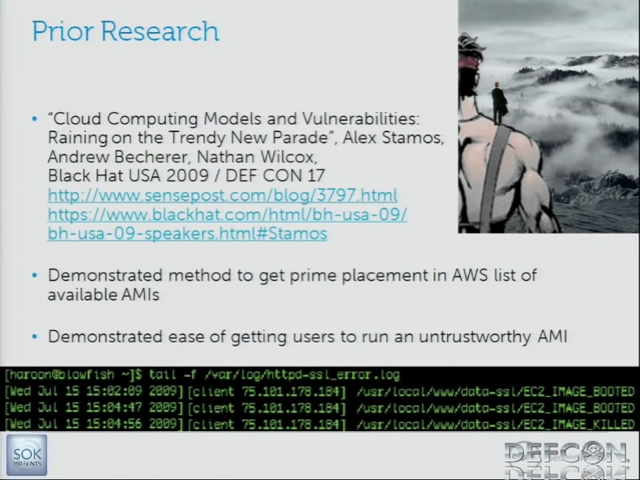 Prior Research
• "Cloud Computing Models and Vulnerabilities:
Raining on the Trendy New Parade", Alex Stamos,
Andrew Becherer, Nathan Wilcox,
Black Hat USA 2009 / DEF CON 17
http://www.sensepost.com/blog/3797.html
https://www.blackhat.com/html/bh-usa-09/
bh-usa-09-speakers.html#Stamos
• Demonstrated method to get prime placement in AWS list of
available AMIs
• Demonstrated ease of getting users to run an untrustworthy AMI
[haroon@blowfish ~]$ tail -f /var/log/httpd-ssl_error.log
[Wed Jul 15 15:02:09 2009] [client 75.101.178.184] /usr/local/www/data-ssl/EC2_IMAGE_BOOTED
[Wed Jul 15 15:04:47 2009] [client 75.101.178.184] /usr/local/www/data-ssl/EC2_IMAGE_BOOTED
[Wed Jul 15 15:04:56 2009] [client 75.101.178.184] /usr/local/www/data-ssl/EC2_IMAGE_KILLED
SOK
PRESENTS
DEFCON